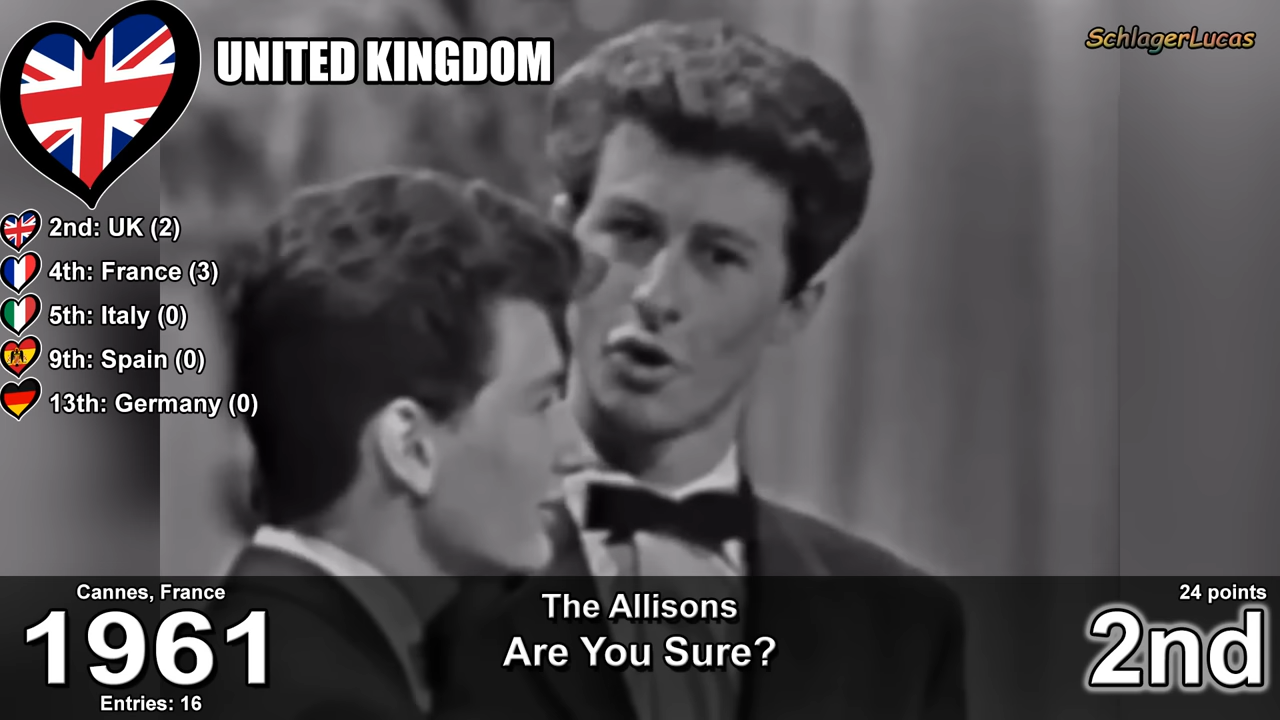 UNITED KINGDOM
SchlagerLucas
2nd: UK (2)
4th: France (3)
5th: Italy (0)
9th: Spain (0)
13th: Germany (0)
Cannes, France
1961
Entries: 16
The Allisons
Are You Sure?
24 points
2nd